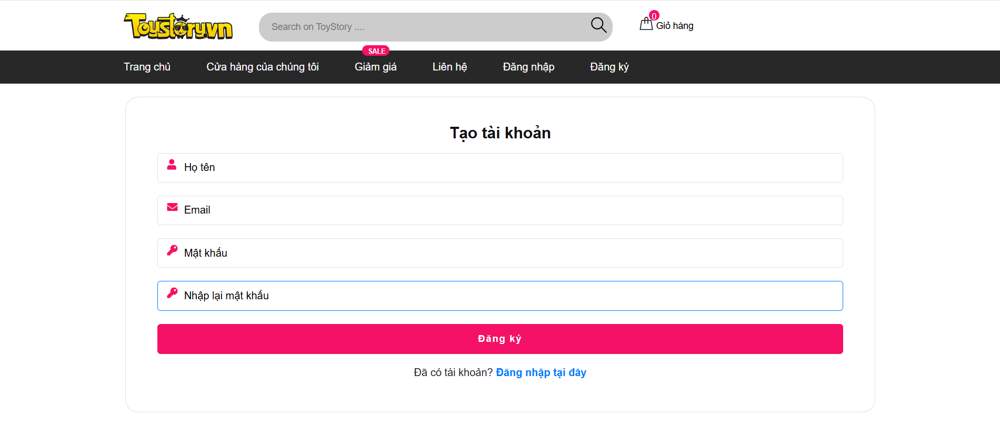 Toystory.vn
Search on ToyStory ....
0
Giỏ hàng
SALE
Trang chủ Cửa hàng của chúng tôi Giảm giá Liên hệ Đăng nhập Đăng ký
Tạo tài khoản
Họ tên
Email
Mật khẩu
Nhập lại mật khẩu
Đăng ký
Đã có tài khoản? Đăng nhập tại đây